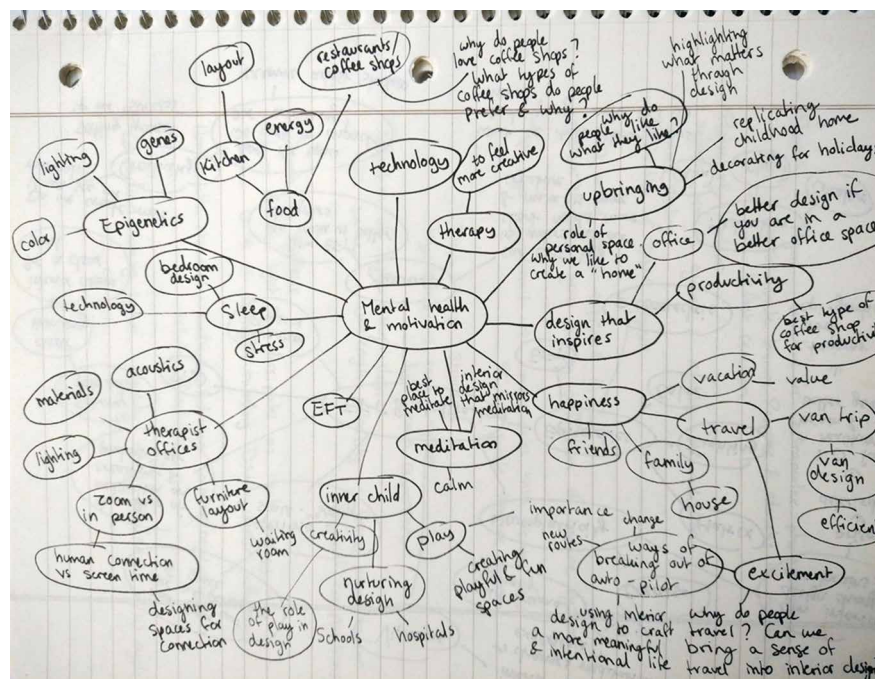 layout
restaurants/
coffee shops
why do people
love coffee shops?
what types of
coffee shops do people
prefer & why?
highlighting
what matters
through
design
lighting
genes
kitchen
energy
technology
to feel
more creative
why do
people like
what they like?
replicating
childhood home
decorating for holiday
upbringing
color
Epigenetics
food
therapy
role of
personal space
why we like to
create a "home"
office
better design if
you are in a
better office space
bedroom
design
technology
Sleep
stress
Mental health
& motivation
design that
inspires
productivity
best type of
coffee shop
for producti
materials
acoustics
lighting
therapist
offices
EFT
best
place to
meditate
interior
design
that mirrors
meditation
meditation
calm
happiness
vacation
value
travel
van trip
friends
family
house
van
design
efficien
zoom vs
in person
furniture
layout
waiting
room
human connection
vs screen time
designing
spaces for
connection
inner child
creativity
play
importance
creating
playful & fun
spaces
nurturing
design
the role
of play in
design
Schools
hospitals
new
routes
change
ways of
breaking out of
auto-pilot
excitement
using interior
design to craft
a more meaningful
& intentional life
why do people
travel? Can we
bring a sense of
travel into interior desig